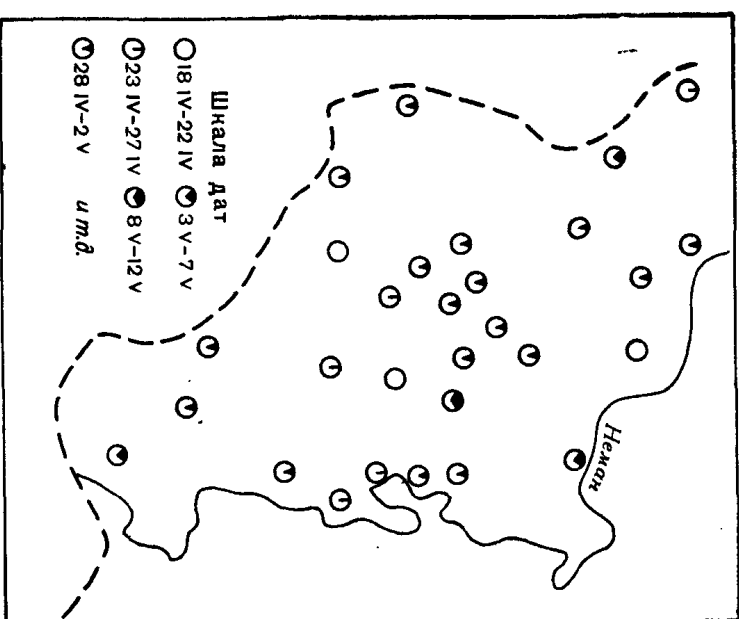 Шкала дат
18 IV–22 IV 3 V–7 V
23 IV–27 IV 8 V–12 V
28 IV–2 V и т.д.
Неман